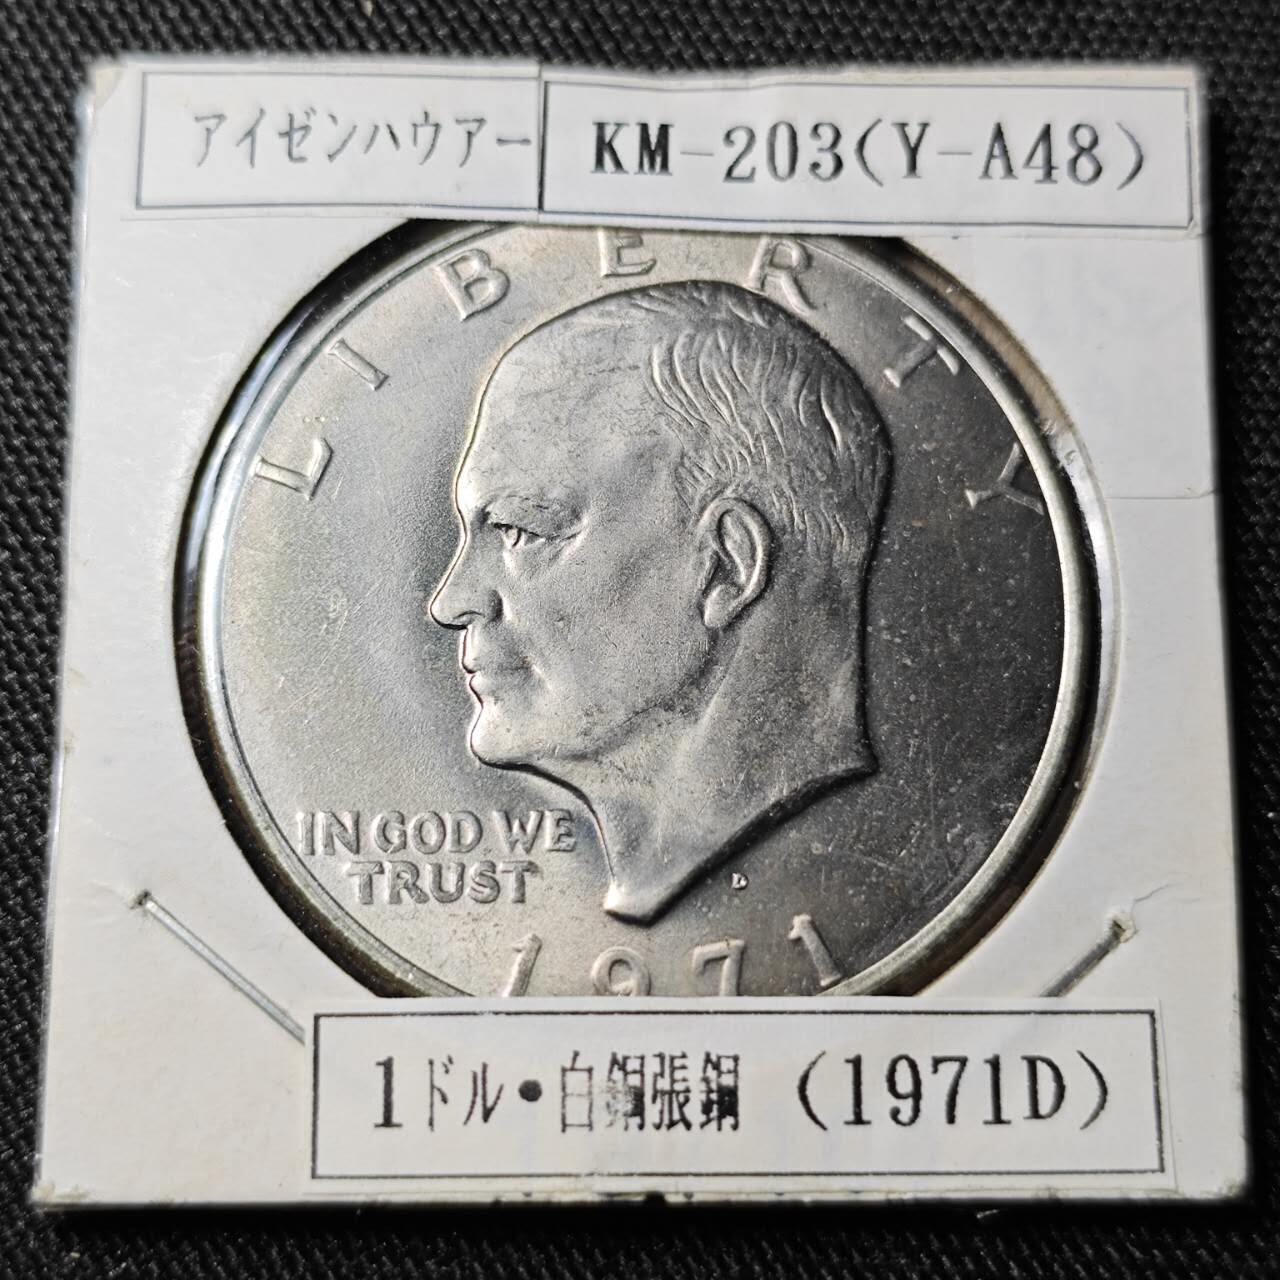 アイゼンハウアー KM-203(Y-A48)
LIBERTY
IN GOD WE
TRUST
D
1971
1ドル・白銅張銅 (1971D)